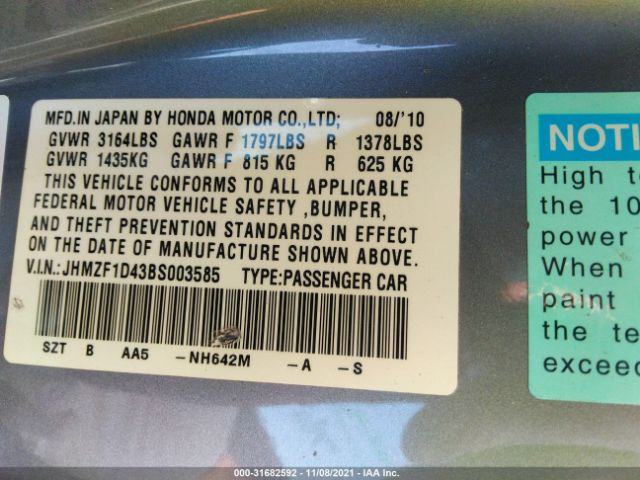 MFD.IN JAPAN BY HONDA MOTOR CO.,LTD; 08/'10
GVWR 3164LBS GAWR F 1797LBS R 1378LBS
GVWR 1435KG GAWR F 815 KG R 625 KG
THIS VEHICLE CONFORMS TO ALL APPLICABLE
FEDERAL MOTOR VEHICLE SAFETY ,BUMPER,
AND THEFT PREVENTION STANDARDS IN EFFECT
ON THE DATE OF MANUFACTURE SHOWN ABOVE.
V.I.N.: JHMZF1D43BS003585 TYPE:PASSENGER CAR
SZT B AA5 -NH642M -A -S
NOTI
High te
the 10
power
When
paint
the te
exceed
000-31682592 - 11/08/2021 - IAA Inc.